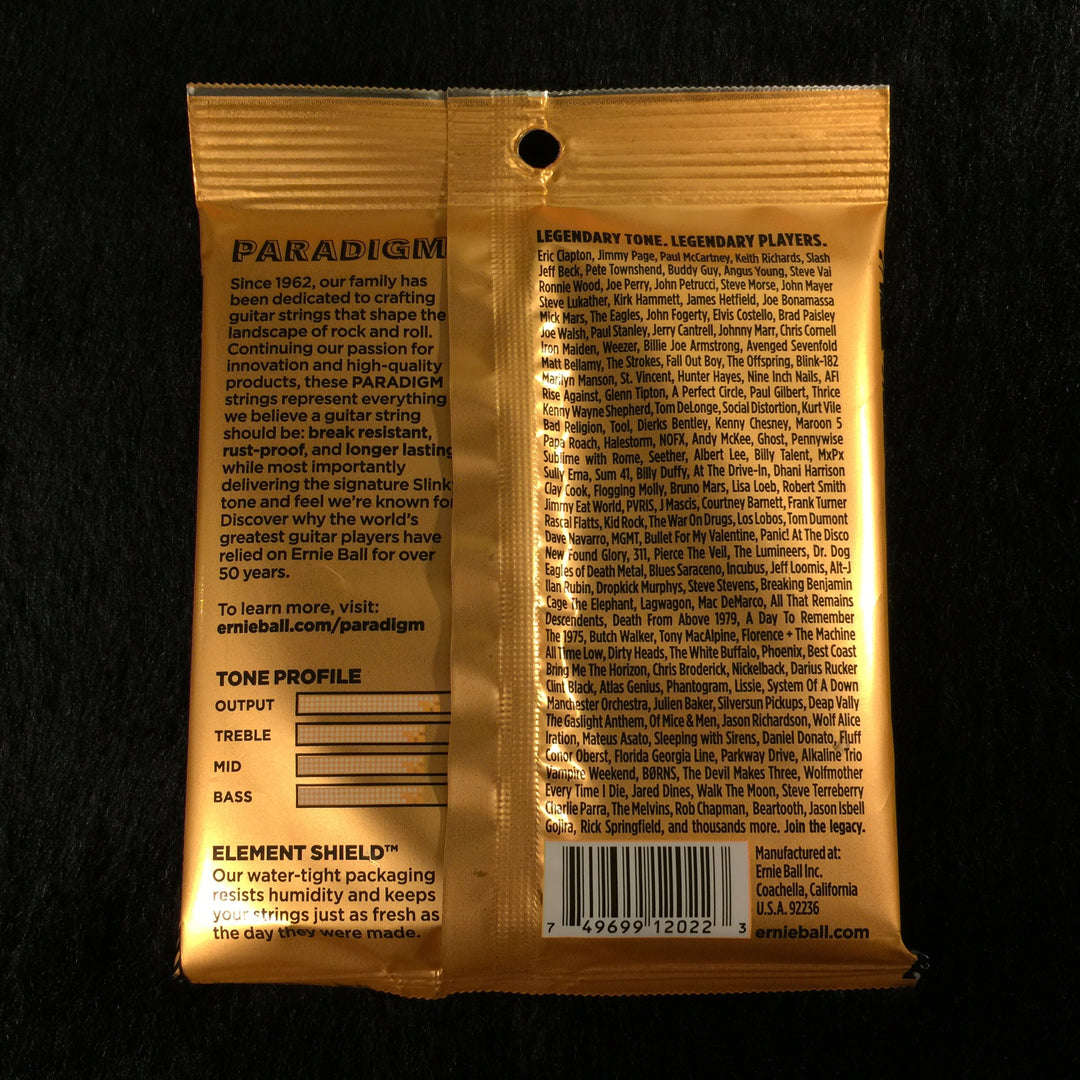 PARADIGM
Since 1962, our family has
been dedicated to crafting
guitar strings that shape the
landscape of rock and roll.
Continuing our passion for
innovation and high-quality
products, these PARADIGM
strings represent everything
we believe a guitar string
should be: break resistant,
rust-proof, and longer lasting
while most importantly
delivering the signature Slink
tone and feel we're known for
Discover why the world's
greatest guitar players have
relied on Ernie Ball for over
50 years.
To learn more, visit:
ernieball.com/paradigm
TONE PROFILE
OUTPUT
TREBLE
MID
BASS
ELEMENT SHIELD™
Our water-tight packaging
resists humidity and keeps
your strings just as fresh as
the day they were made.
LEGENDARY TONE. LEGENDARY PLAYERS.
Eric Clapton, Jimmy Page, Paul McCartney, Keith Richards, Slash
Jeff Beck, Pete Townshend, Buddy Guy, Angus Young, Steve Vai
Ronnie Wood, Joe Perry, John Petrucci, Steve Morse, John Mayer
Steve Lukather, Kirk Hammett, James Hetfield, Joe Bonamassa
Mick Mars, The Eagles, John Fogerty, Elvis Costello, Brad Paisley
Joe Walsh, Paul Stanley, Jerry Cantrell, Johnny Marr, Chris Cornell
Iron Maiden, Weezer, Billie Joe Armstrong, Avenged Sevenfold
Matt Bellamy, The Strokes, Fall Out Boy, The Offspring, Blink-182
Marilyn Manson, St. Vincent, Hunter Hayes, Nine Inch Nails, AFI
Rise Against, Glenn Tipton, A Perfect Circle, Paul Gilbert, Thrice
Kenny Wayne Shepherd, Tom DeLonge, Social Distortion, Kurt Vile
Bad Religion, Tool, Dierks Bentley, Kenny Chesney, Maroon 5
Papa Roach, Halestorm, NOFX, Andy McKee, Ghost, Pennywise
Sublime with Rome, Seether, Albert Lee, Billy Talent, MxPx
Sully Erna, Sum 41, Billy Duffy, At The Drive-In, Dhani Harrison
Clay Cook, Flogging Molly, Bruno Mars, Lisa Loeb, Robert Smith
Jimmy Eat World, PVRIS, J Mascis, Courtney Barnett, Frank Turner
Rascal Flatts, Kid Rock, The War On Drugs, Los Lobos, Tom Dumont
Dave Navarro, MGMT, Bullet For My Valentine, Panic! At The Disco
New Found Glory, 311, Pierce The Veil, The Lumineers, Dr. Dog
Eagles of Death Metal, Blues Saraceno, Incubus, Jeff Loomis, Alt-J
Ilan Rubin, Dropkick Murphys, Steve Stevens, Breaking Benjamin
Cage The Elephant, Lagwagon, Mac DeMarco, All That Remains
Descendents, Death From Above 1979, A Day To Remember
The 1975, Butch Walker, Tony MacAlpine, Florence + The Machine
All Time Low, Dirty Heads, The White Buffalo, Phoenix, Best Coast
Bring Me The Horizon, Chris Broderick, Nickelback, Darius Rucker
Clint Black, Atlas Genius, Phantogram, Lissie, System Of A Down
Manchester Orchestra, Julien Baker, Silversun Pickups, Deap Vally
The Gaslight Anthem, Of Mice & Men, Jason Richardson, Wolf Alice
Iration, Mateus Asato, Sleeping with Sirens, Daniel Donato, Fluff
Conor Oberst, Florida Georgia Line, Parkway Drive, Alkaline Trio
Vampire Weekend, BØRNS, The Devil Makes Three, Wolfmother
Every Time I Die, Jared Dines, Walk The Moon, Steve Terreberry
Charlie Parra, The Melvins, Rob Chapman, Beartooth, Jason Isbell
Gojira, Rick Springfield, and thousands more. Join the legacy.
7 49699 12022 3
Manufactured at:
Ernie Ball Inc.
Coachella, California
U.S.A. 92236
ernieball.com